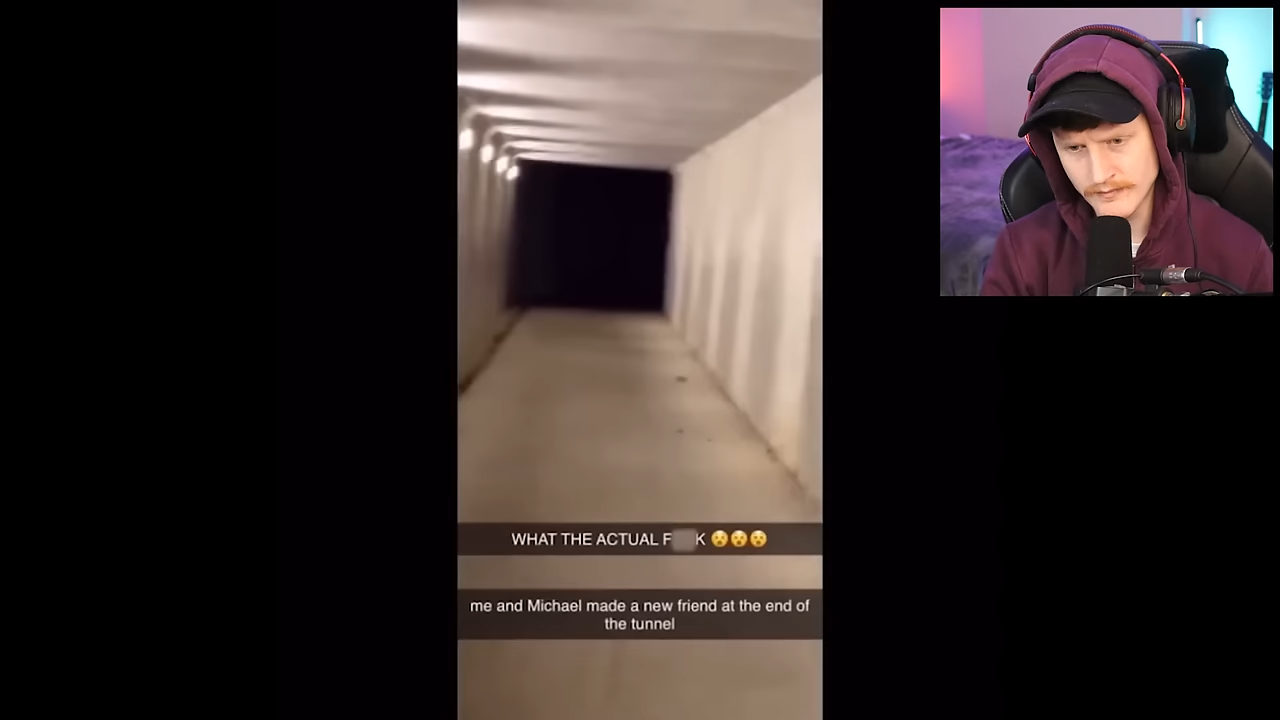 WHAT THE ACTUAL F K 😧😧😧
me and Michael made a new friend at the end of
the tunnel